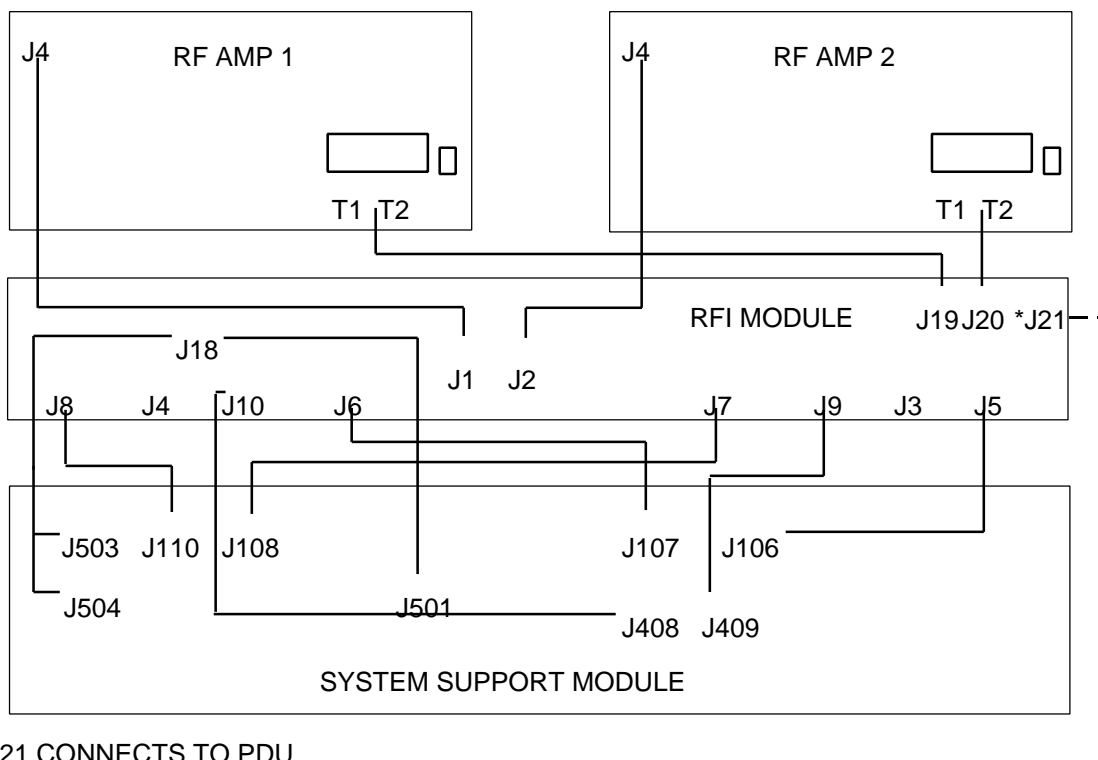 J4 RF AMP 1 J4 RF AMP 2
T1 T2 T1 T2
RFI MODULE J19 J20 *J21
J18
J1 J2
J8 J4 J10 J6 J7 J9 J3 J5
J503 J110 J108 J107 J106
J504 J501
J408 J409
SYSTEM SUPPORT MODULE
21 CONNECTS TO PDU